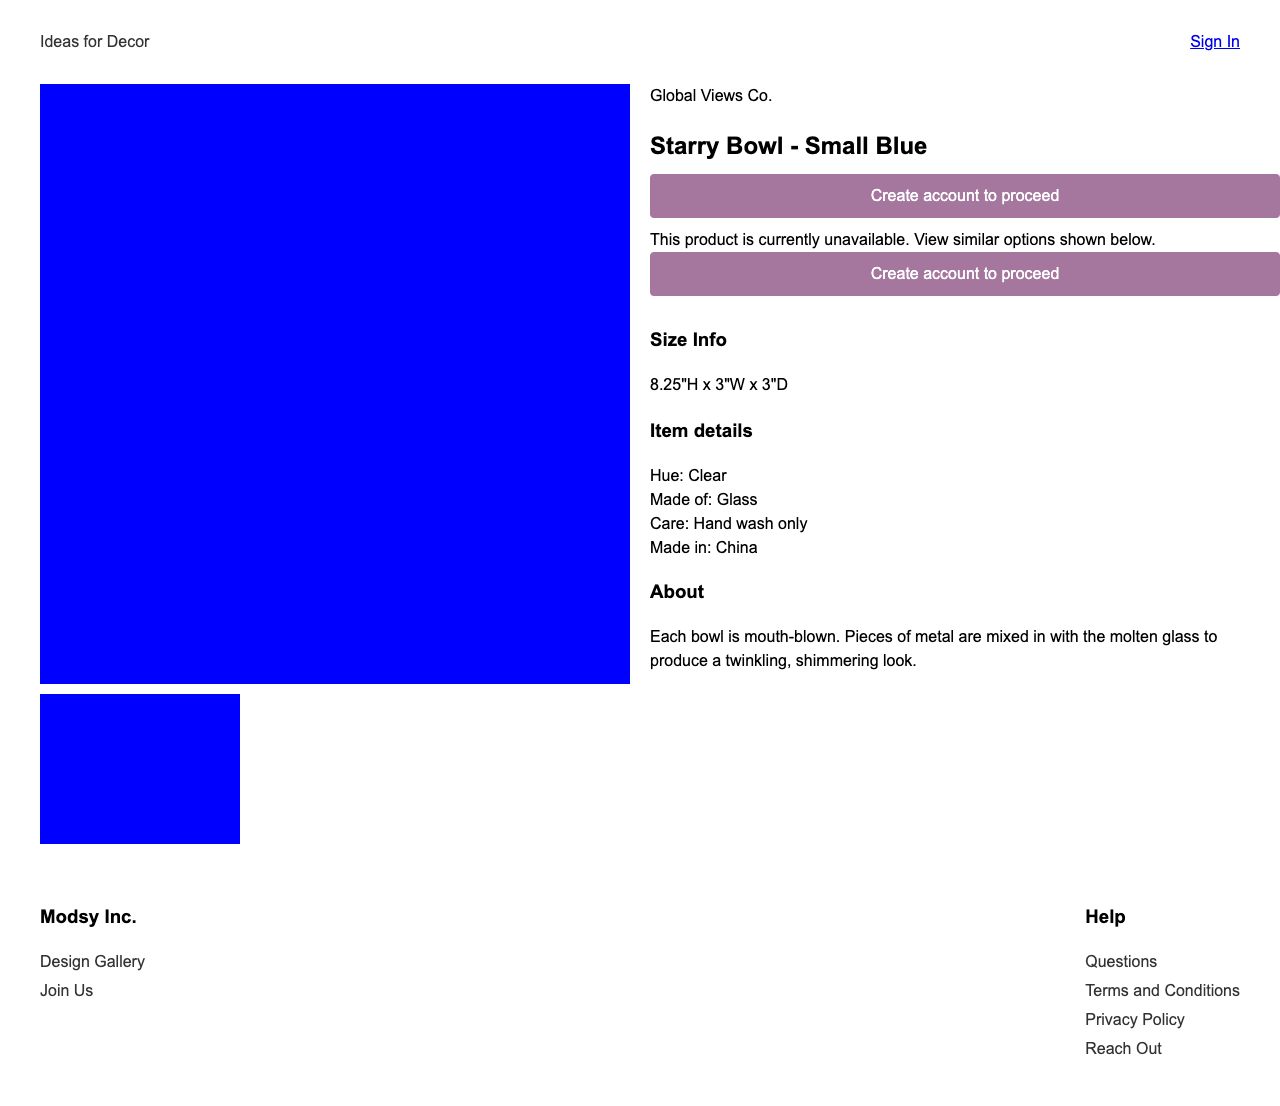 Ideas for Decor
Sign In
Global Views Co.
Starry Bowl - Small Blue
Create account to proceed
This product is currently unavailable. View similar options shown below.
Create account to proceed
Size Info
8.25"H x 3"W x 3"D
Item details
Hue: Clear
Made of: Glass
Care: Hand wash only
Made in: China
About
Each bowl is mouth-blown. Pieces of metal are mixed in with the molten glass to
produce a twinkling, shimmering look.
Modsy Inc.
Design Gallery
Join Us
Help
Questions
Terms and Conditions
Privacy Policy
Reach Out